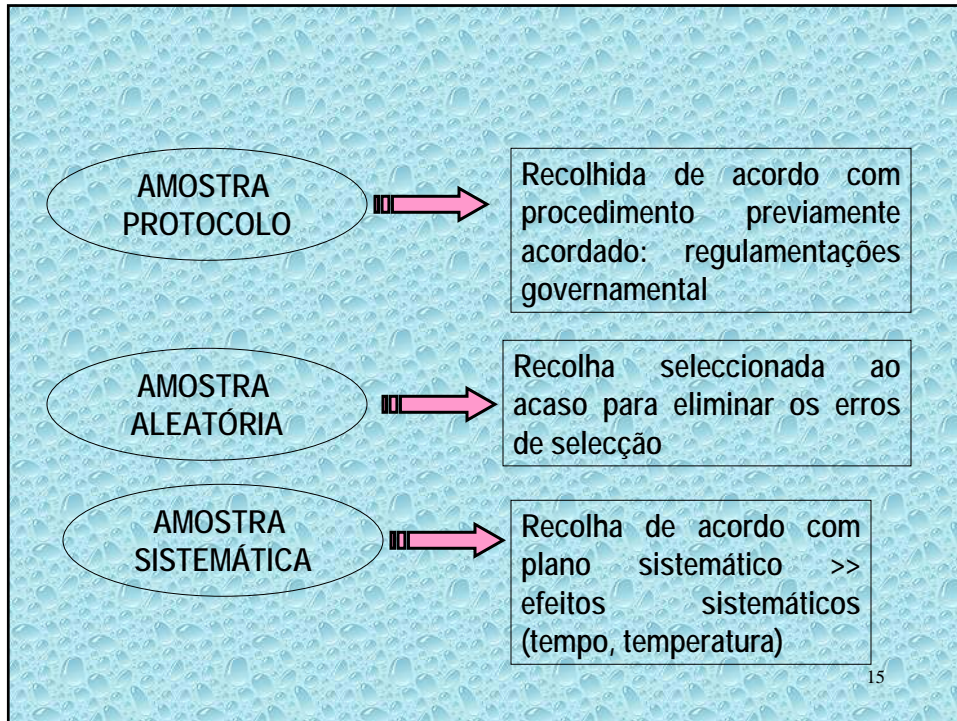 AMOSTRA
PROTOCOLO
Recolhida de acordo com
procedimento previamente
acordado: regulamentações
governamental
AMOSTRA
ALEATÓRIA
Recolha seleccionada ao
acaso para eliminar os erros
de selecção
AMOSTRA
SISTEMÁTICA
Recolha de acordo com
plano sistemático >>
efeitos sistemáticos
(tempo, temperatura)
15